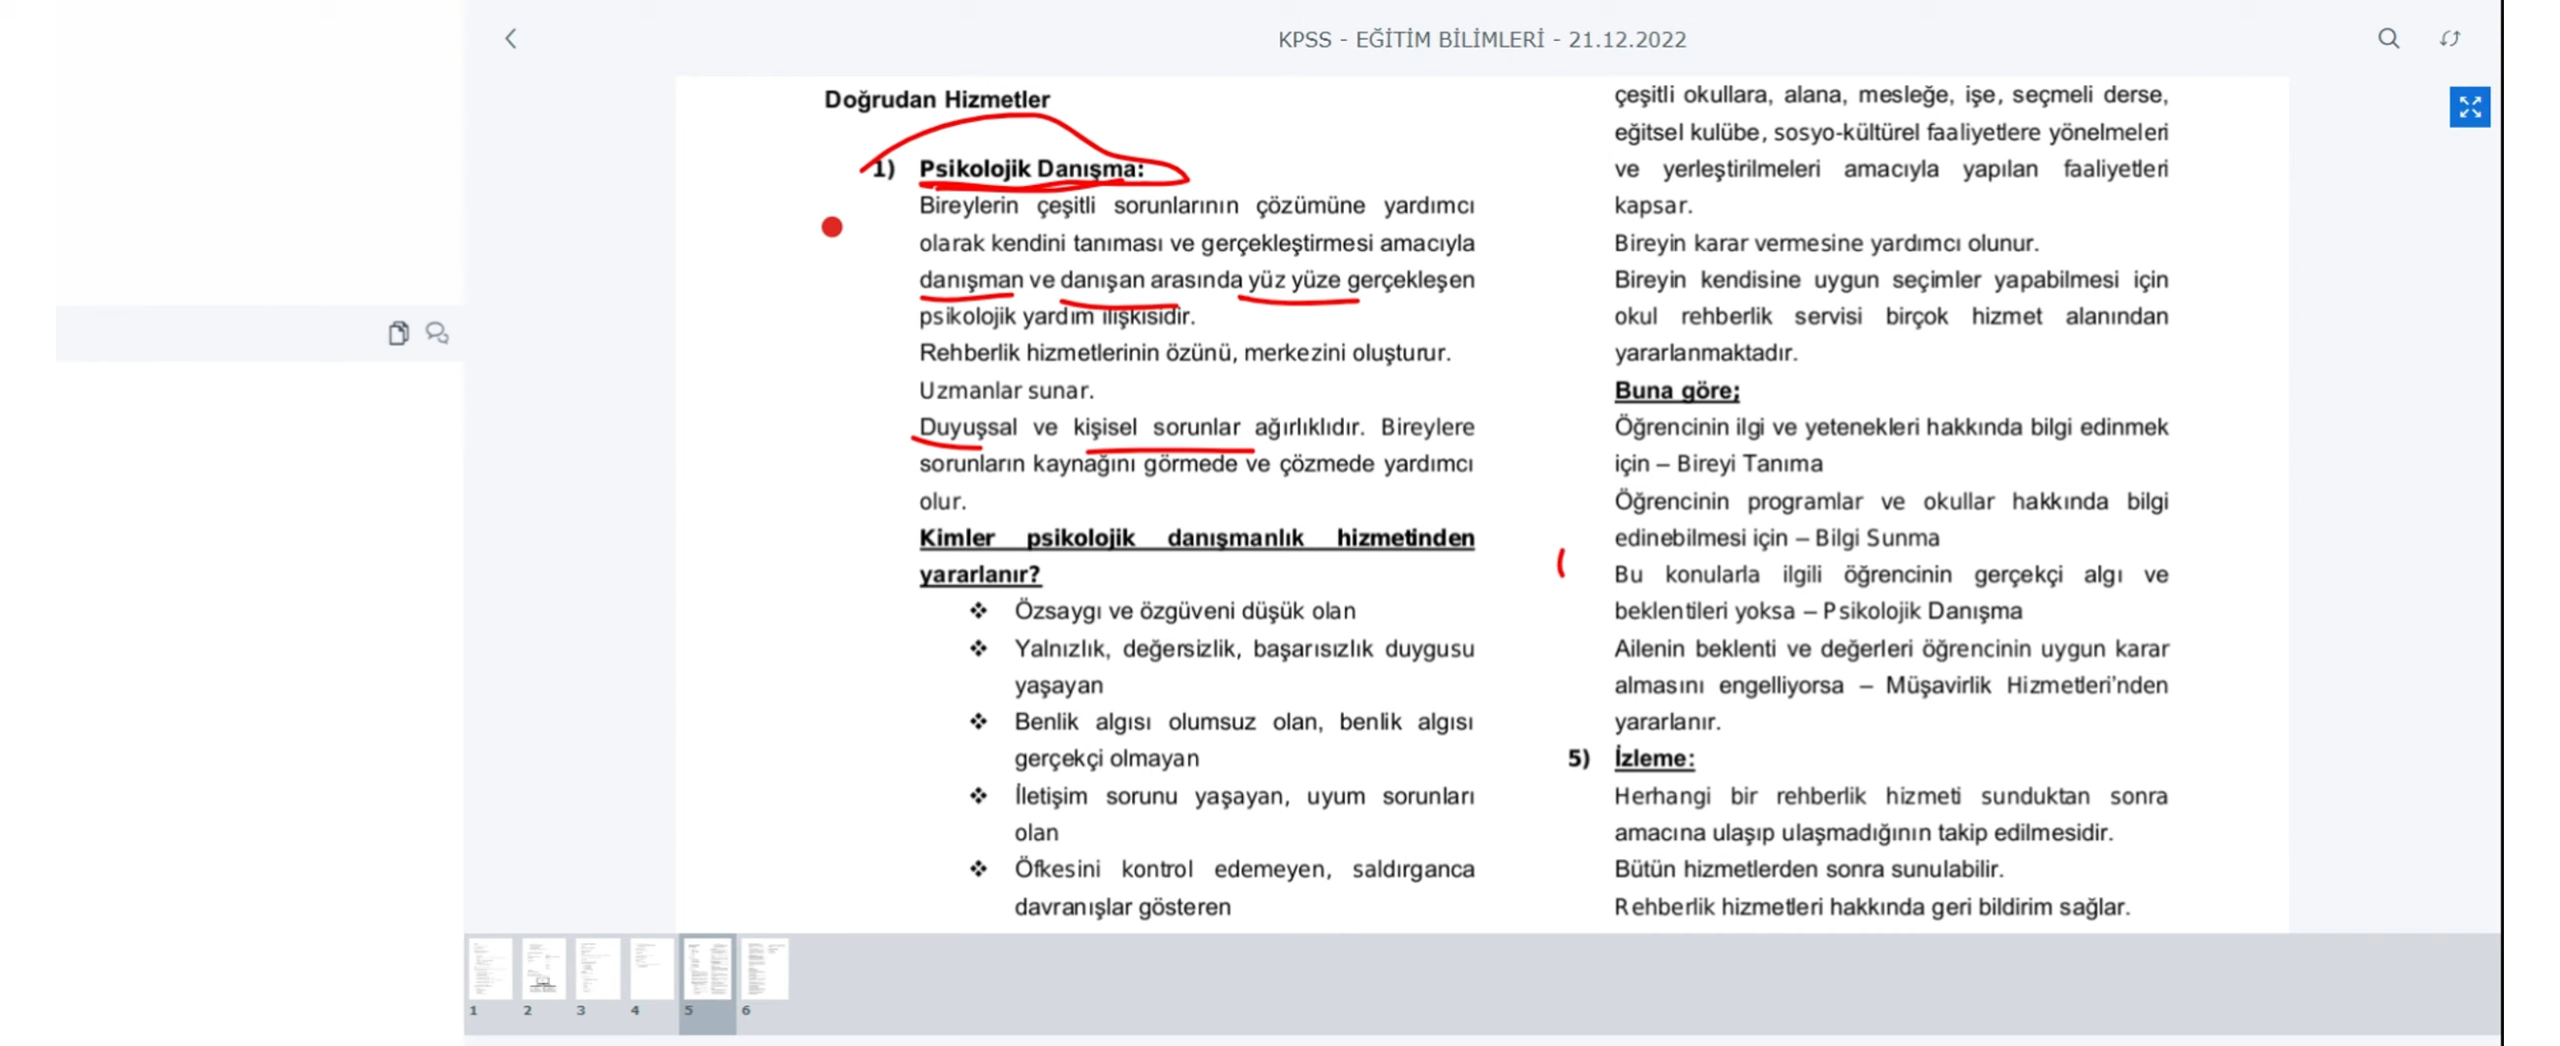 KPSS - EĞİTİM BİLİMLERİ - 21.12.2022
Doğrudan Hizmetler
1) Psikolojik Danışma:
Bireylerin çeşitli sorunlarının çözümüne yardımcı
olarak kendini tanıması ve gerçekleştirmesi amacıyla
danışman ve danışan arasında yüz yüze gerçekleşen
psikolojik yardım ilişkisidir.
Rehberlik hizmetlerinin özünü, merkezini oluşturur.
Uzmanlar sunar.
Duyuşsal ve kişisel sorunlar ağırlıklıdır. Bireylere
sorunların kaynağını görmede ve çözmede yardımcı
olur.
Kimler psikolojik danışmanlık hizmetinden
yararlanır?
❖ Özsaygı ve özgüveni düşük olan
❖ Yalnızlık, değersizlik, başarısızlık duygusu
yaşayan
❖ Benlik algısı olumsuz olan, benlik algısı
gerçekçi olmayan
❖ İletişim sorunu yaşayan, uyum sorunları
olan
❖ Öfkesini kontrol edemeyen, saldırganca
davranışlar gösteren
çeşitli okullara, alana, mesleğe, işe, seçmeli derse,
eğitsel kulübe, sosyo-kültürel faaliyetlere yönelmeleri
ve yerleştirilmeleri amacıyla yapılan faaliyetleri
kapsar.
Bireyin karar vermesine yardımcı olunur.
Bireyin kendisine uygun seçimler yapabilmesi için
okul rehberlik servisi birçok hizmet alanından
yararlanmaktadır.
Buna göre;
Öğrencinin ilgi ve yetenekleri hakkında bilgi edinmek
için – Bireyi Tanıma
Öğrencinin programlar ve okullar hakkında bilgi
edinebilmesi için – Bilgi Sunma
Bu konularla ilgili öğrencinin gerçekçi algı ve
beklentileri yoksa – Psikolojik Danışma
Ailenin beklenti ve değerleri öğrencinin uygun karar
almasını engelliyorsa – Müşavirlik Hizmetleri'nden
yararlanır.
5) İzleme:
Herhangi bir rehberlik hizmeti sunduktan sonra
amacına ulaşıp ulaşmadığının takip edilmesidir.
Bütün hizmetlerden sonra sunulabilir.
Rehberlik hizmetleri hakkında geri bildirim sağlar.
1 2 3 4 5 6